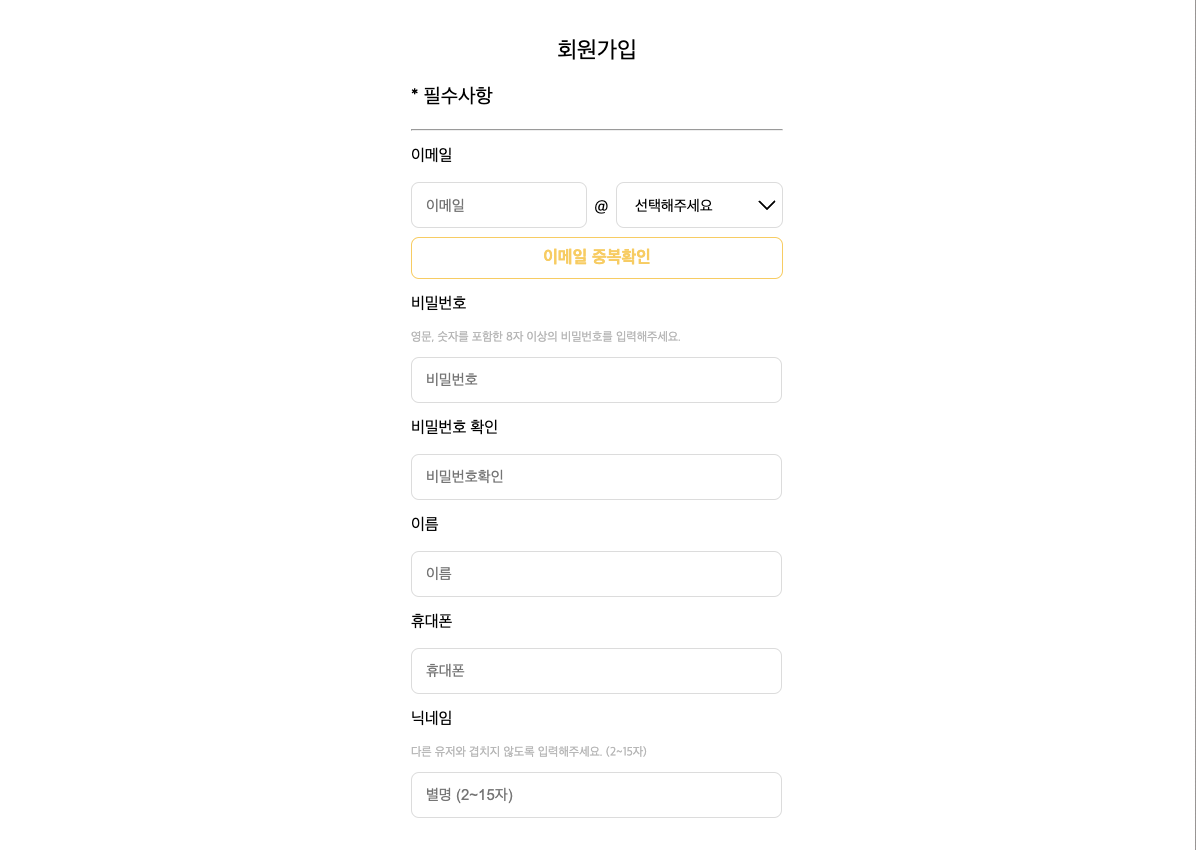 회원가입
* 필수사항
이메일
이메일 @ 선택해주세요
이메일 중복확인
비밀번호
영문, 숫자를 포함한 8자 이상의 비밀번호를 입력해주세요.
비밀번호
비밀번호 확인
비밀번호확인
이름
이름
휴대폰
휴대폰
닉네임
다른 유저와 겹치지 않도록 입력해주세요. (2~15자)
별명 (2~15자)